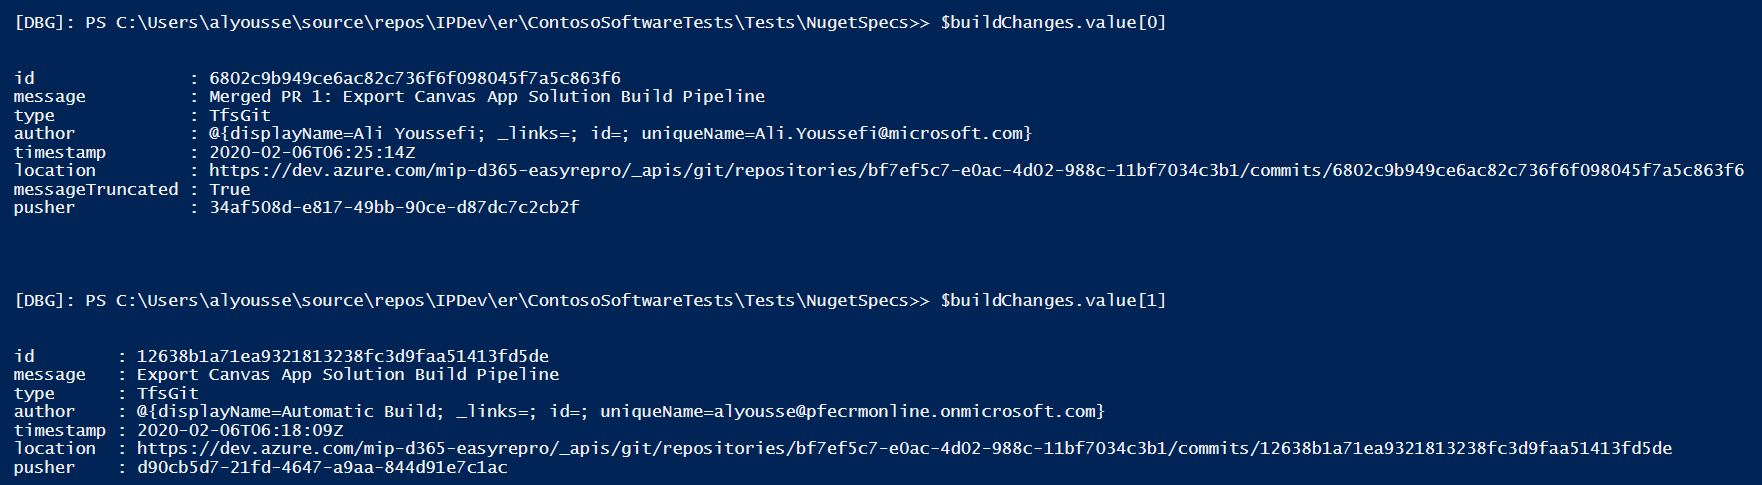 [DBG]: PS C:\Users\alyousse\source\repos\IPDev\er\ContosoSoftwareTests\Tests\NugetSpecs>> $buildChanges.value[0]
id                 : 6802c9b949ce6ac82c736f6f098045f7a5c863f6
message            : Merged PR 1: Export Canvas App Solution Build Pipeline
type               : TfsGit
author             : @{displayName=Ali Youssefi; _links=; id=; uniqueName=Ali.Youssefi@microsoft.com}
timestamp          : 2020-02-06T06:25:14Z
location           : https://dev.azure.com/mip-d365-easyrepro/_apis/git/repositories/bf7ef5c7-e0ac-4d02-988c-11bf7034c3b1/commits/6802c9b949ce6ac82c736f6f098045f7a5c863f6
messageTruncated : True
pusher             : 34af508d-e817-49bb-90ce-d87dc7c2cb2f
[DBG]: PS C:\Users\alyousse\source\repos\IPDev\er\ContosoSoftwareTests\Tests\NugetSpecs>> $buildChanges.value[1]
id        : 12638b1a71ea9321813238fc3d9faa51413fd5de
message   : Export Canvas App Solution Build Pipeline
type      : TfsGit
author    : @{displayName=Automatic Build; _links=; id=; uniqueName=alyousse@pfecrmonline.onmicrosoft.com}
timestamp : 2020-02-06T06:18:09Z
location  : https://dev.azure.com/mip-d365-easyrepro/_apis/git/repositories/bf7ef5c7-e0ac-4d02-988c-11bf7034c3b1/commits/12638b1a71ea9321813238fc3d9faa51413fd5de
pusher    : d90cb5d7-21fd-4647-a9aa-844d91e7c1ac